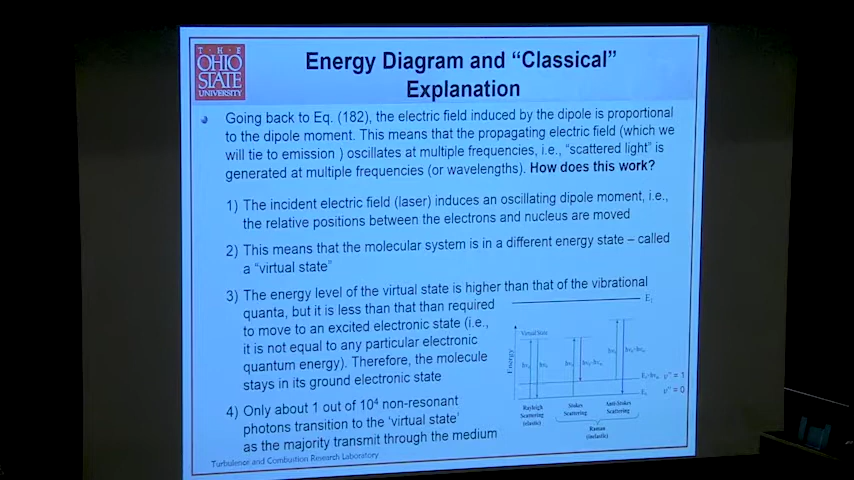 T · H · E
OHIO
STATE
UNIVERSITY
Energy Diagram and “Classical”
Explanation
Going back to Eq. (182), the electric field induced by the dipole is proportional
to the dipole moment. This means that the propagating electric field (which we
will tie to emission ) oscillates at multiple frequencies, i.e., “scattered light” is
generated at multiple frequencies (or wavelengths). How does this work?
1) The incident electric field (laser) induces an oscillating dipole moment, i.e.,
the relative positions between the electrons and nucleus are moved
2) This means that the molecular system is in a different energy state – called
a “virtual state”
3) The energy level of the virtual state is higher than that of the vibrational
quanta, but it is less than that than required
to move to an excited electronic state (i.e.,
it is not equal to any particular electronic
quantum energy). Therefore, the molecule
stays in its ground electronic state
4) Only about 1 out of 10⁴ non-resonant
photons transition to the ‘virtual state’
as the majority transmit through the medium
Virtual State
Energy
v" = 1
v" = 0
Rayleigh
Scattering
(elastic)
Stokes
Scattering
Anti-Stokes
Scattering
Raman
(inelastic)
Turbulence and Combustion Research Laboratory